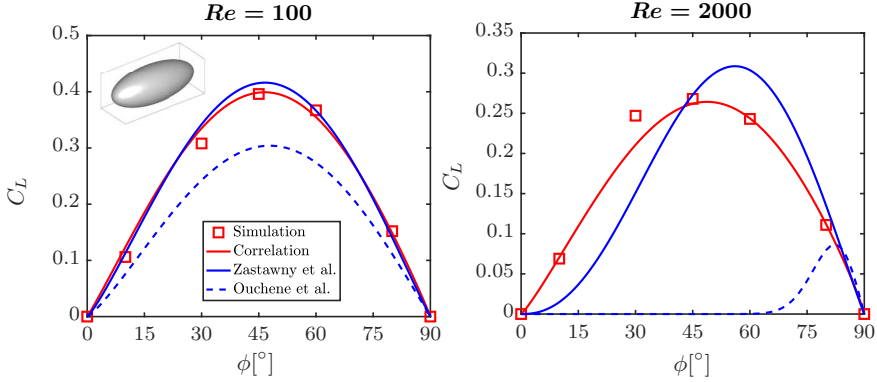 Re = 100
C_L
0.5
0.4
0.3
0.2
0.1
0
0 15 30 45 60 75 90
ϕ[°]
Simulation
Correlation
Zastawny et al.
Ouchene et al.
Re = 2000
C_L
0.35
0.3
0.25
0.2
0.15
0.1
0.05
0
0 15 30 45 60 75 90
ϕ[°]